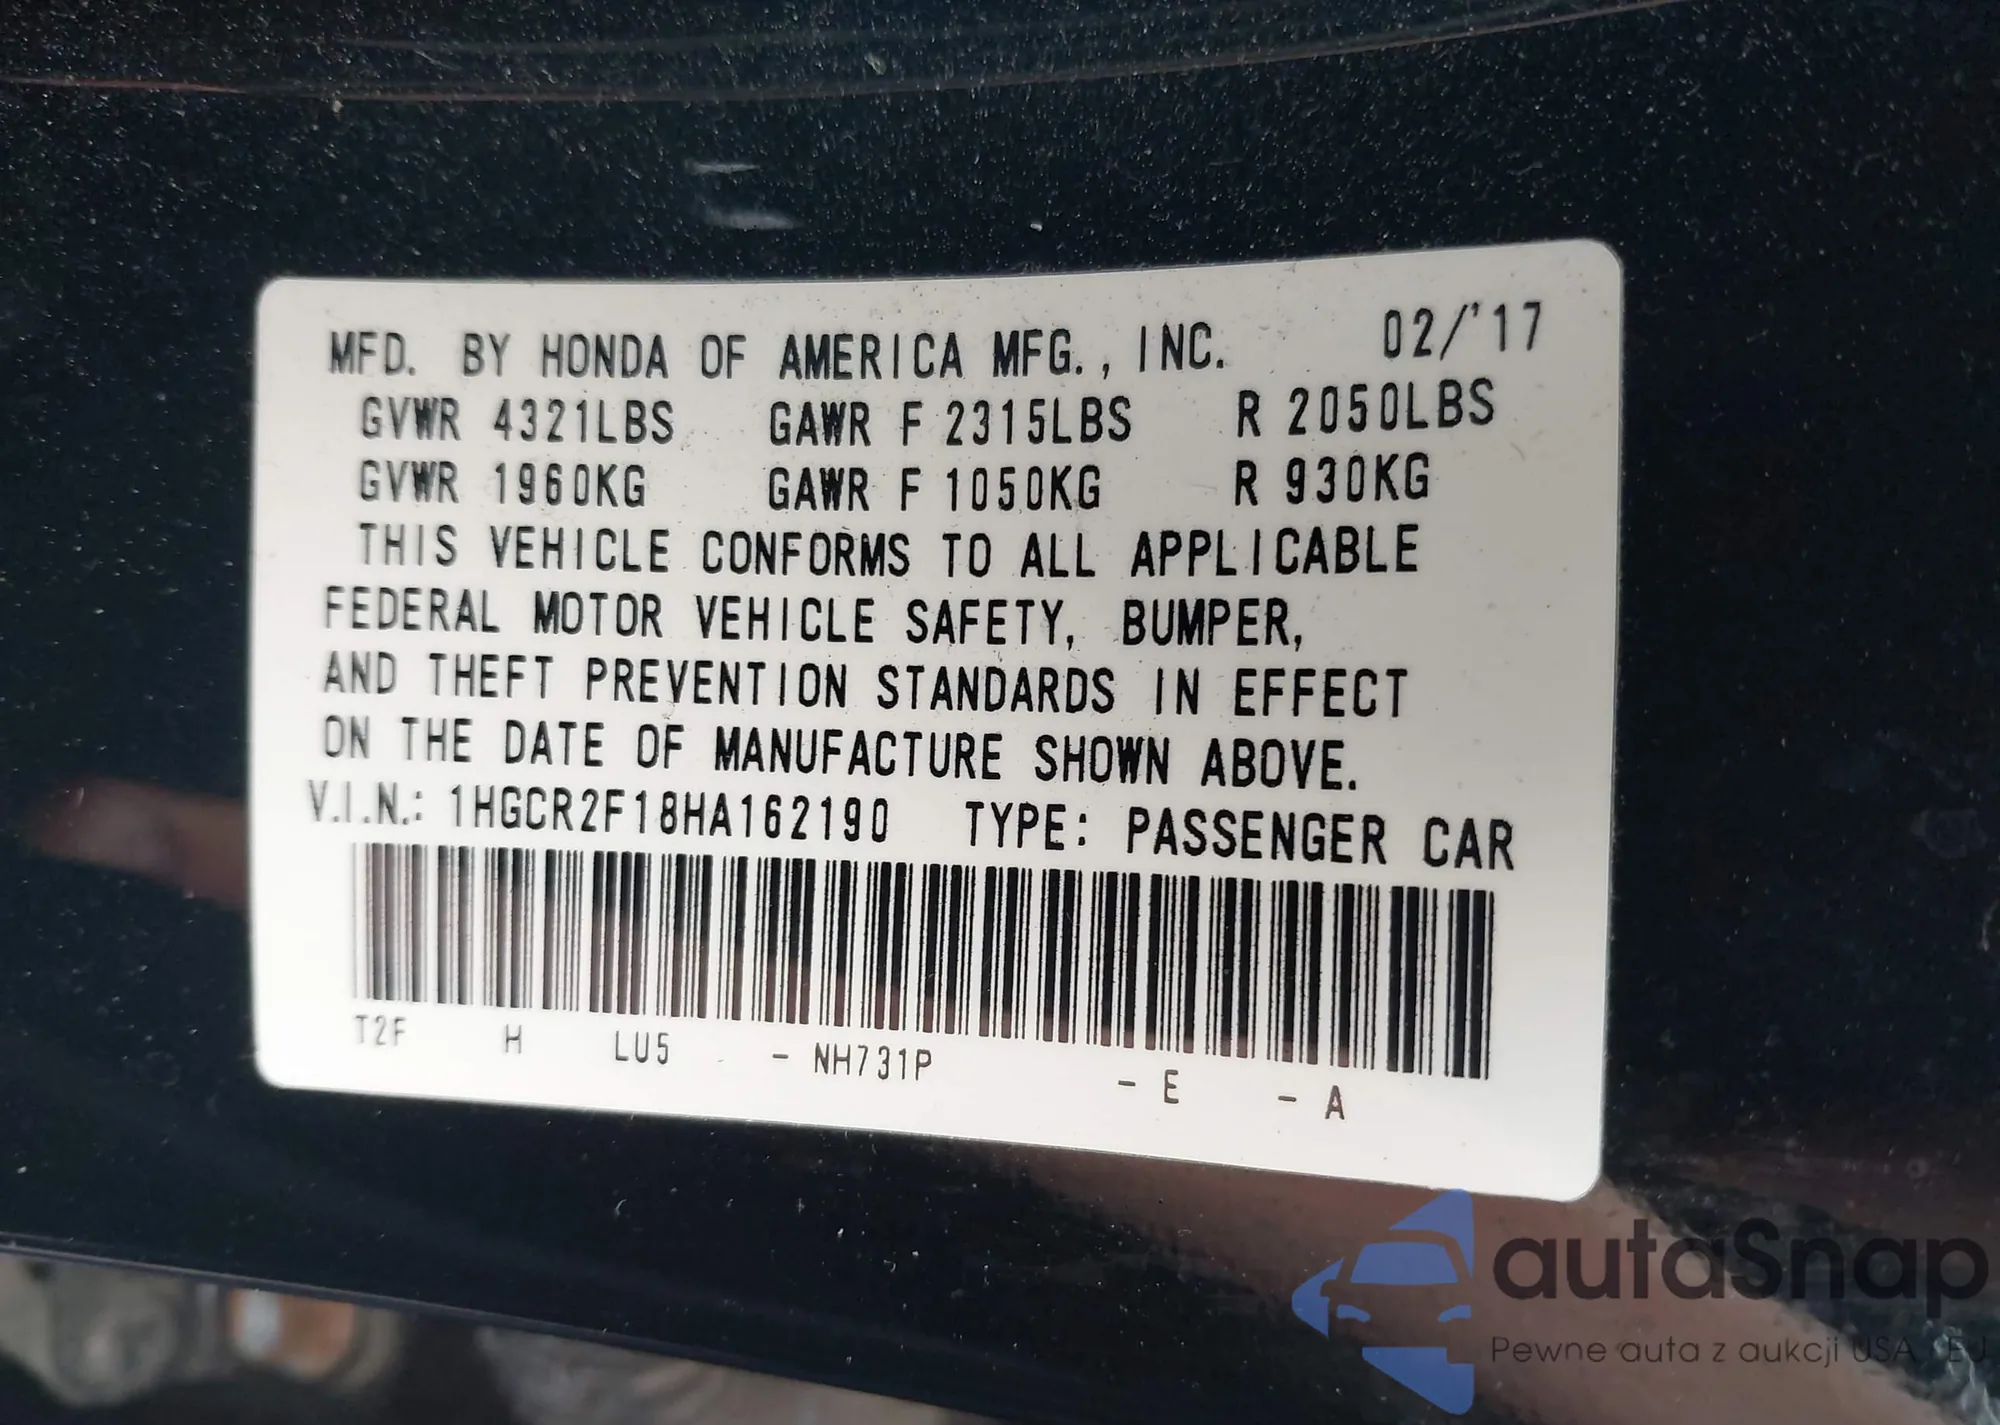 MFD. BY HONDA OF AMERICA MFG., INC. 02/'17
GVWR 4321LBS GAWR F 2315LBS R 2050LBS
GVWR 1960KG GAWR F 1050KG R 930KG
THIS VEHICLE CONFORMS TO ALL APPLICABLE
FEDERAL MOTOR VEHICLE SAFETY, BUMPER,
AND THEFT PREVENTION STANDARDS IN EFFECT
ON THE DATE OF MANUFACTURE SHOWN ABOVE.
V.I.N.: 1HGCR2F18HA162190 TYPE: PASSENGER CAR
T2F H LU5 - NH731P - E - A
autaSnap
Pewne auta z aukcji USA